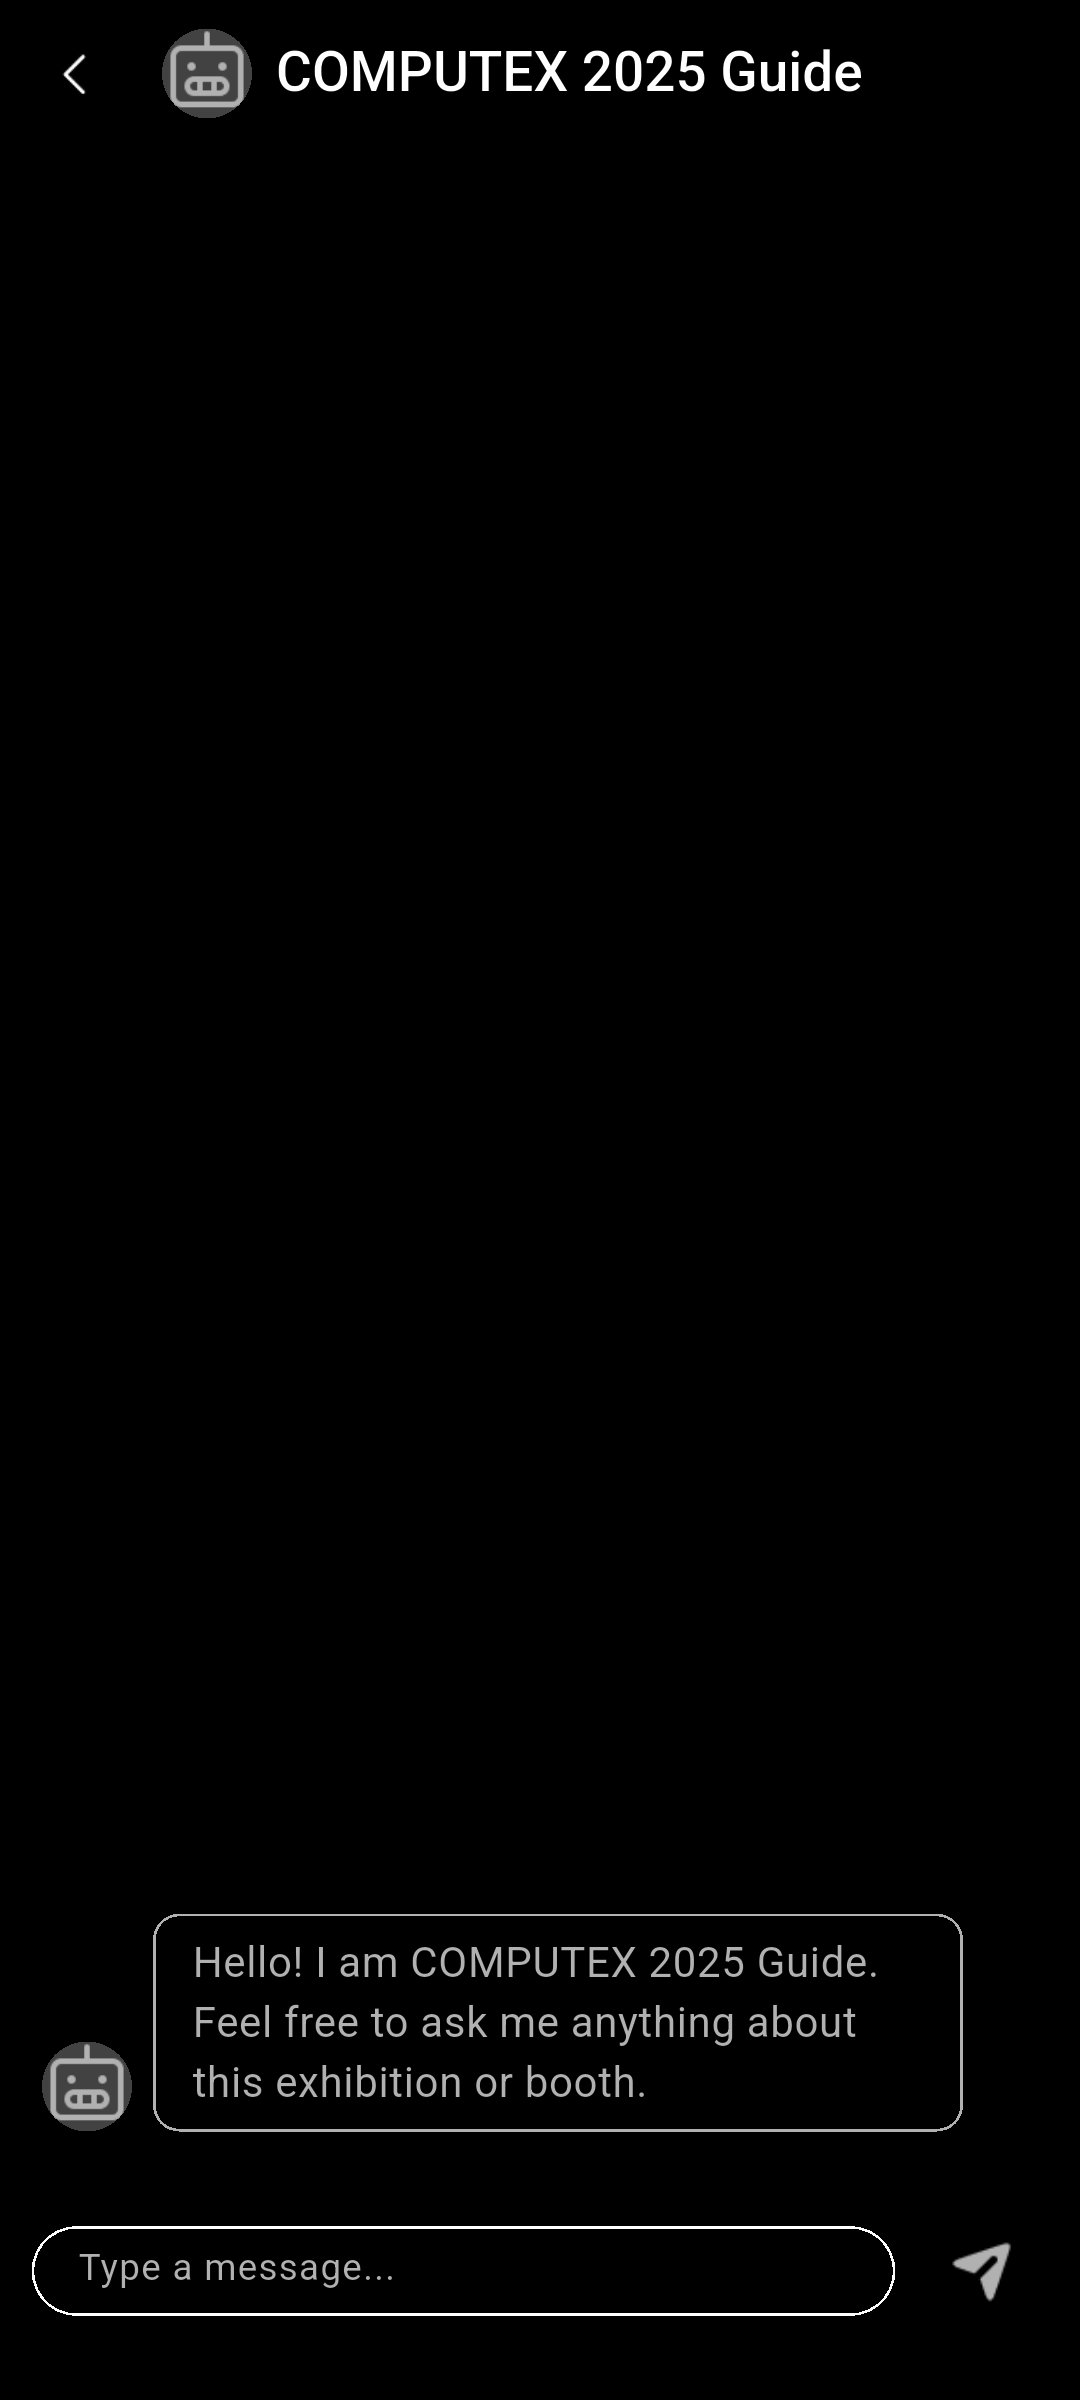 COMPUTEX 2025 Guide
Hello! I am COMPUTEX 2025 Guide.
Feel free to ask me anything about
this exhibition or booth.
Type a message...